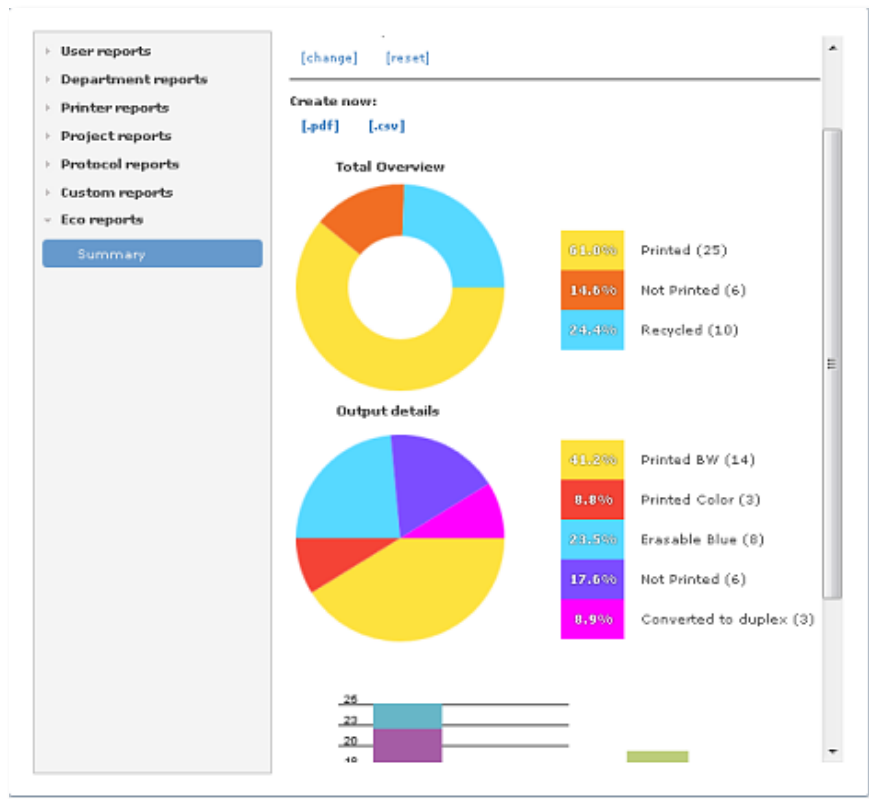 User reports
Department reports
Printer reports
Project reports
Protocol reports
Custom reports
Eco reports
Summary
[change] [reset]
Create now:
[.pdf] [.csv]
Total Overview
61.0% Printed (25)
14.6% Not Printed (6)
24.4% Recycled (10)
Output details
41.2% Printed BW (14)
8.8% Printed Color (3)
23.5% Erasable Blue (8)
17.6% Not Printed (6)
8.9% Converted to duplex (3)
23
20